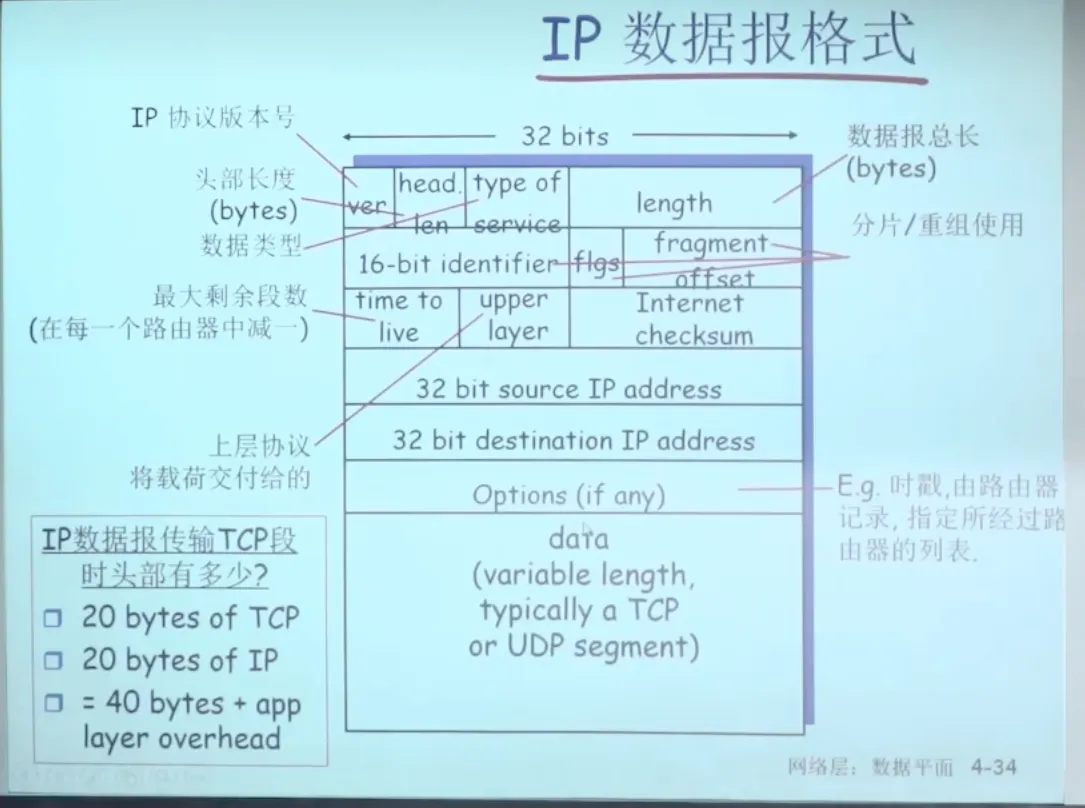 IP 数据报格式
IP 协议版本号
32 bits
数据报总长
(bytes)
头部长度
(bytes)
数据类型
ver
head.
len
type of
service
length
分片/重组使用
16-bit identifier
flgs
fragment
offset
最大剩余段数
(在每一个路由器中减一)
time to
live
upper
layer
Internet
checksum
32 bit source IP address
32 bit destination IP address
上层协议
将载荷交付给的
Options (if any)
E.g. 时戳,由路由器
记录, 指定所经过路
由器的列表.
data
(variable length,
typically a TCP
or UDP segment)
IP数据报传输TCP段
时头部有多少?
20 bytes of TCP
20 bytes of IP
= 40 bytes + app
layer overhead
网络层：数据平面 4-34